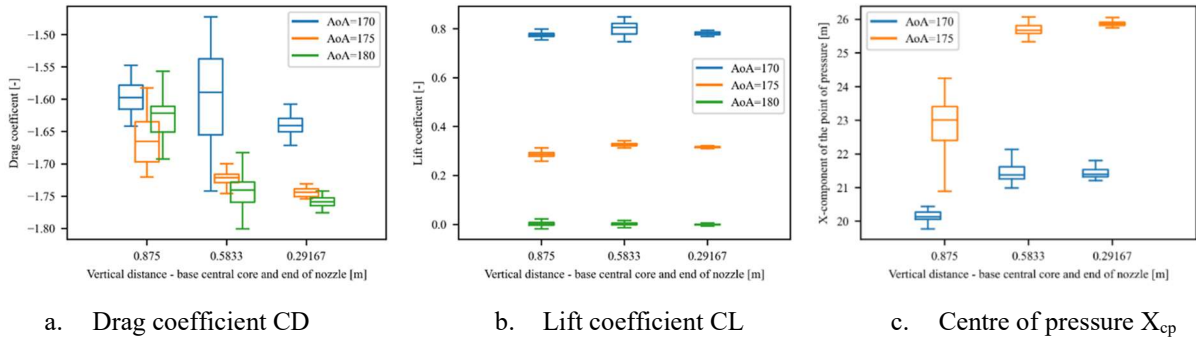 Drag coefficent [-]
-1.50
-1.55
-1.60
-1.65
-1.70
-1.75
-1.80
AoA=170
AoA=175
AoA=180
0.875
0.5833
0.29167
Vertical distance - base central core and end of nozzle [m]
Lift coefficient [-]
0.8
0.6
0.4
0.2
0.0
AoA=170
AoA=175
AoA=180
0.875
0.5833
0.29167
Vertical distance - base central core and end of nozzle [m]
X-component of the point of pressure [m]
26
25
24
23
22
21
20
AoA=170
AoA=175
0.875
0.5833
0.29167
Vertical distance - base central core and end of nozzle [m]
a. Drag coefficient CD
b. Lift coefficient CL
c. Centre of pressure Xcp